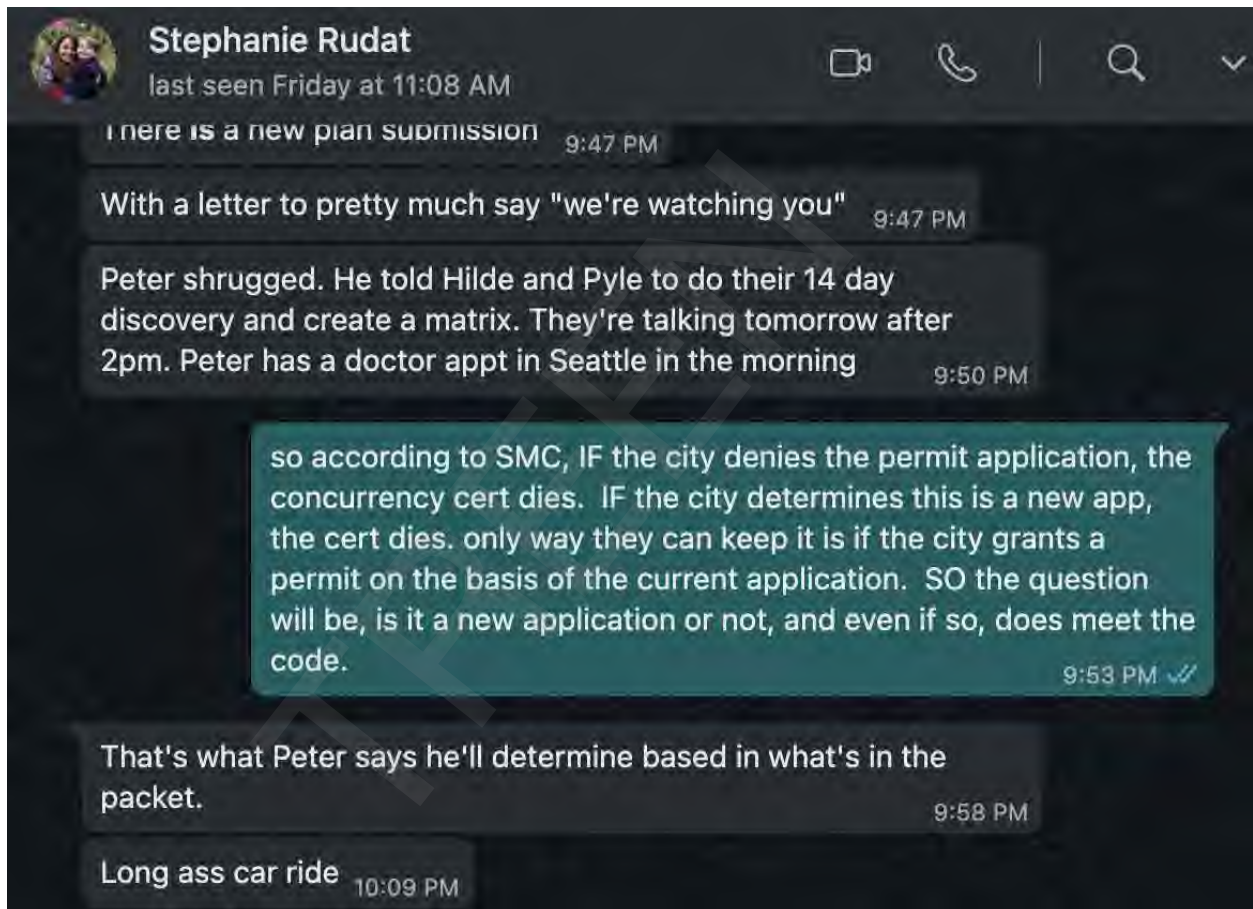 Stephanie Rudat
last seen Friday at 11:08 AM
There is a new plan submission 9:47 PM
With a letter to pretty much say "we're watching you" 9:47 PM
Peter shrugged. He told Hilde and Pyle to do their 14 day
discovery and create a matrix. They're talking tomorrow after
2pm. Peter has a doctor appt in Seattle in the morning 9:50 PM
so according to SMC, IF the city denies the permit application, the
concurrency cert dies.  IF the city determines this is a new app,
the cert dies. only way they can keep it is if the city grants a
permit on the basis of the current application.  SO the question
will be, is it a new application or not, and even if so, does meet the
code. 9:53 PM
That's what Peter says he'll determine based in what's in the
packet. 9:58 PM
Long ass car ride 10:09 PM